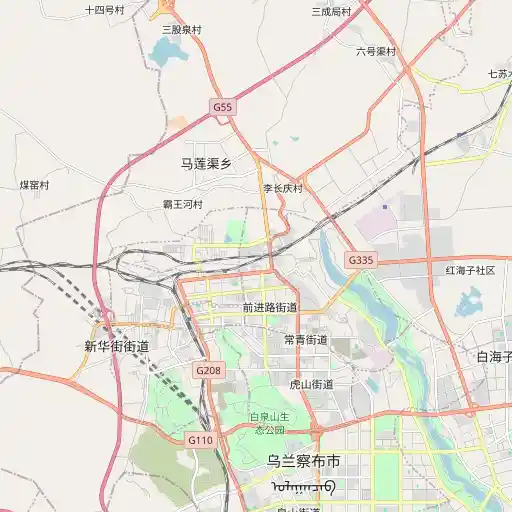 十四号村
三成局村
三股泉村
六号渠村
七苏木
G55
马莲渠乡
煤窑村
李长庆村
霸王河村
G335
红海子社区
前进路街道
新华街街道
常青街道
白海子
G208
虎山街道
白泉山生
态公园
G110
乌兰察布市
泉山街道